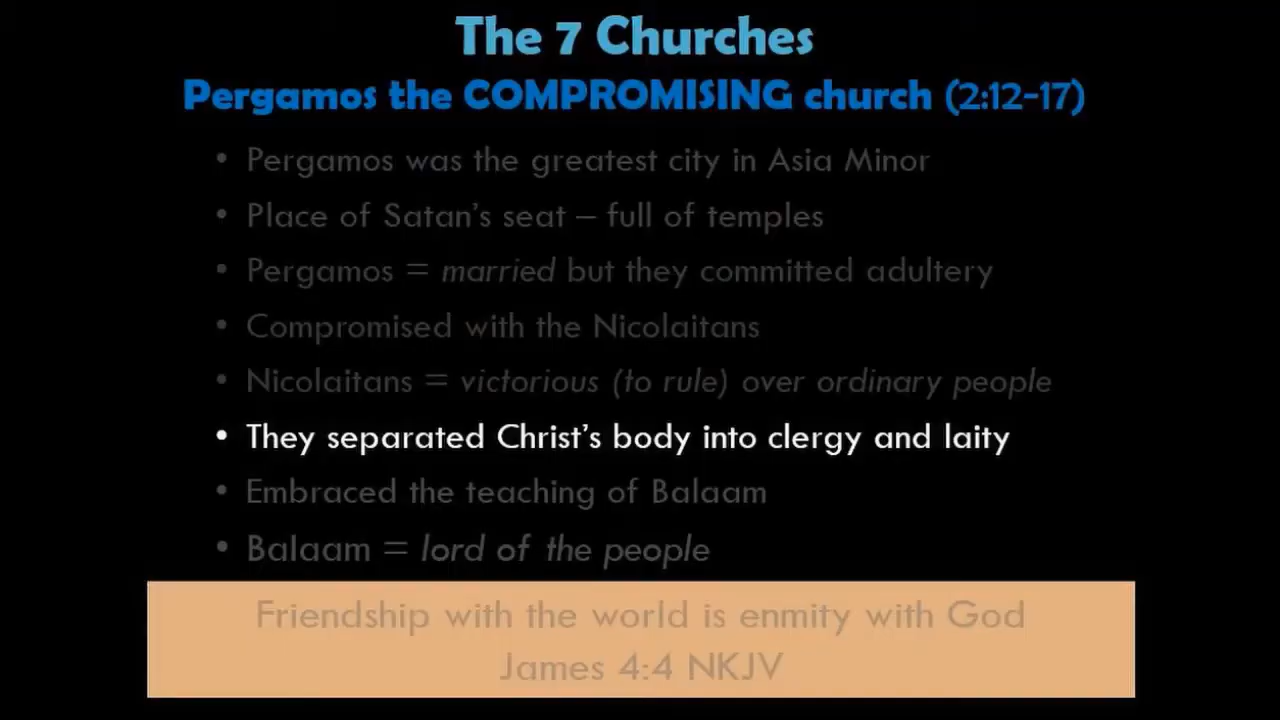 The 7 Churches
Pergamos the COMPROMISING church (2:12-17)
• Pergamos was the greatest city in Asia Minor
• Place of Satan's seat – full of temples
• Pergamos = married but they committed adultery
• Compromised with the Nicolaitans
• Nicolaitans = victorious (to rule) over ordinary people
• They separated Christ's body into clergy and laity
• Embraced the teaching of Balaam
• Balaam = lord of the people
Friendship with the world is enmity with God
James 4:4 NKJV